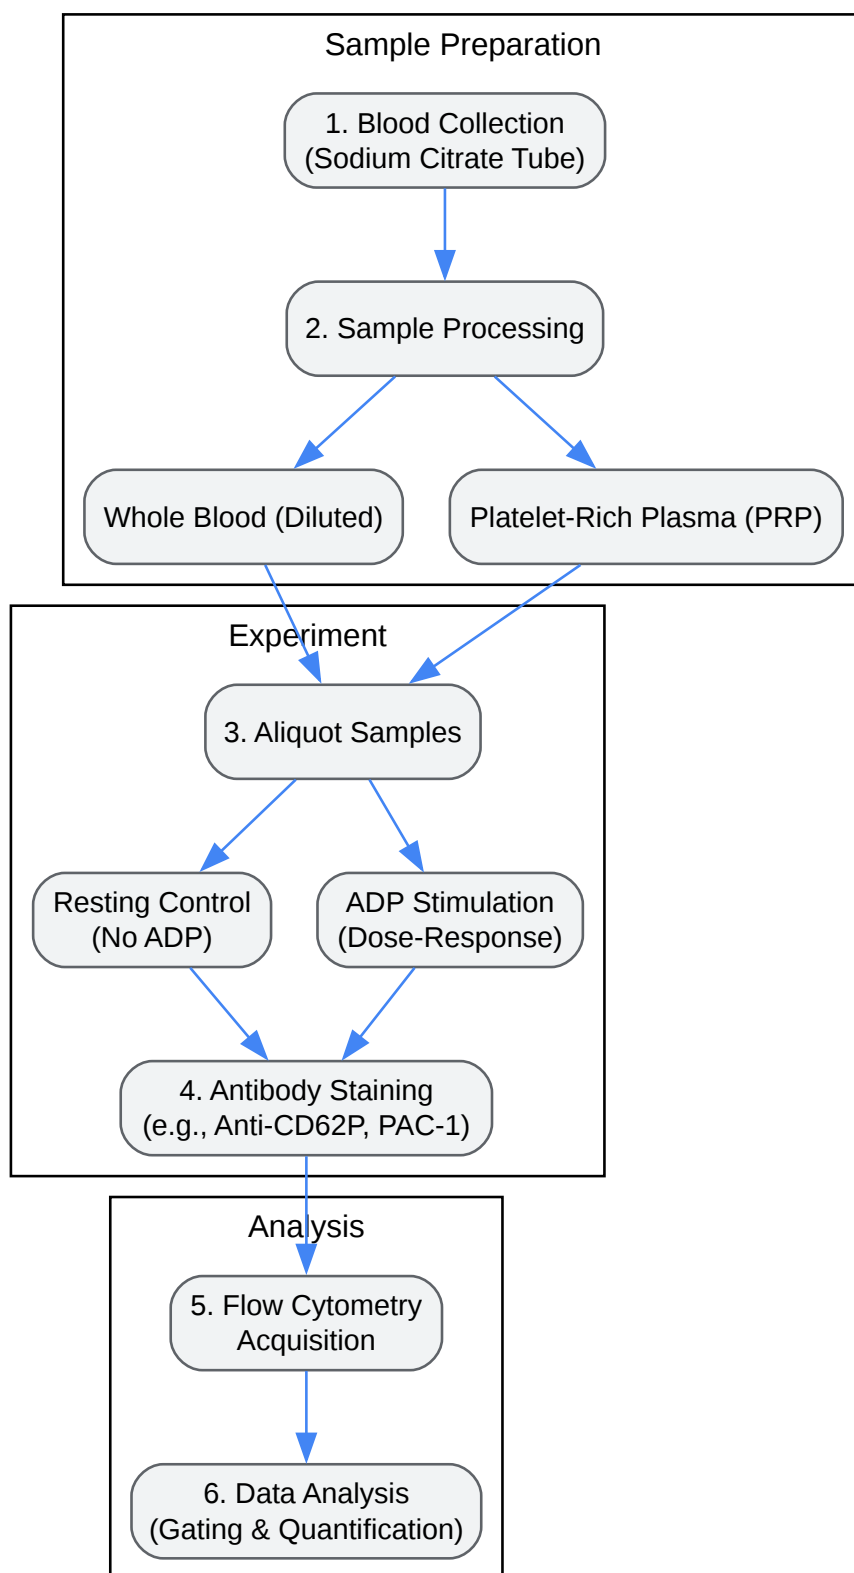 Sample Preparation
1. Blood Collection
(Sodium Citrate Tube)
2. Sample Processing
Whole Blood (Diluted)
Platelet-Rich Plasma (PRP)
Experiment
3. Aliquot Samples
Resting Control
(No ADP)
ADP Stimulation
(Dose-Response)
4. Antibody Staining
(e.g., Anti-CD62P, PAC-1)
Analysis
5. Flow Cytometry
Acquisition
6. Data Analysis
(Gating & Quantification)